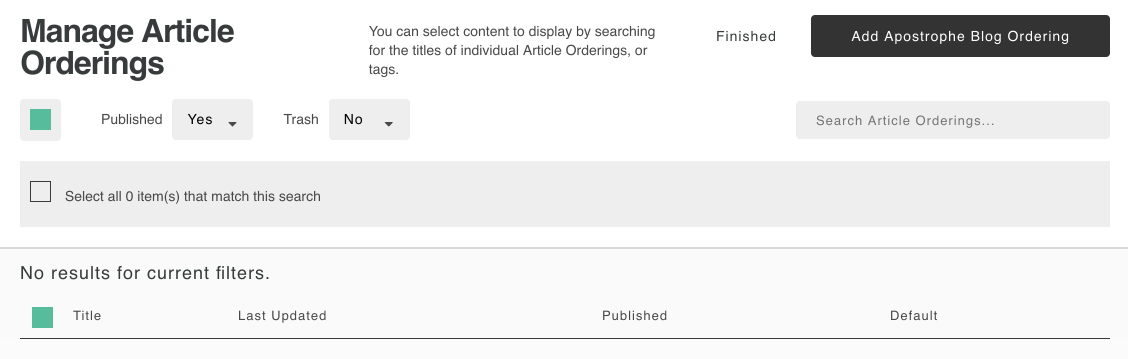 Manage Article
Orderings
You can select content to display by searching
for the titles of individual Article Orderings, or
tags.
Finished
Add Apostrophe Blog Ordering
Published Yes Trash No
Search Article Orderings...
Select all 0 item(s) that match this search
No results for current filters.
Title Last Updated Published Default